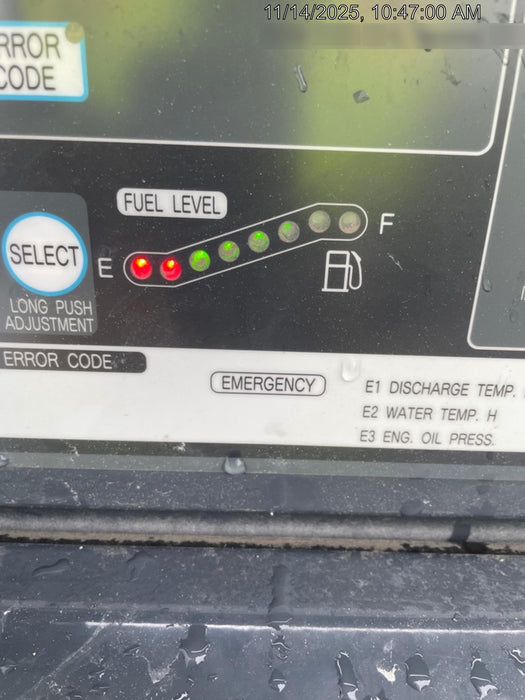 11/14/2025, 10:47:00 AM
ERROR
CODE
FUEL LEVEL
SELECT
E
F
LONG PUSH
ADJUSTMENT
ERROR CODE
EMERGENCY
E1 DISCHARGE TEMP.
E2 WATER TEMP. H
E3 ENG. OIL PRESS.